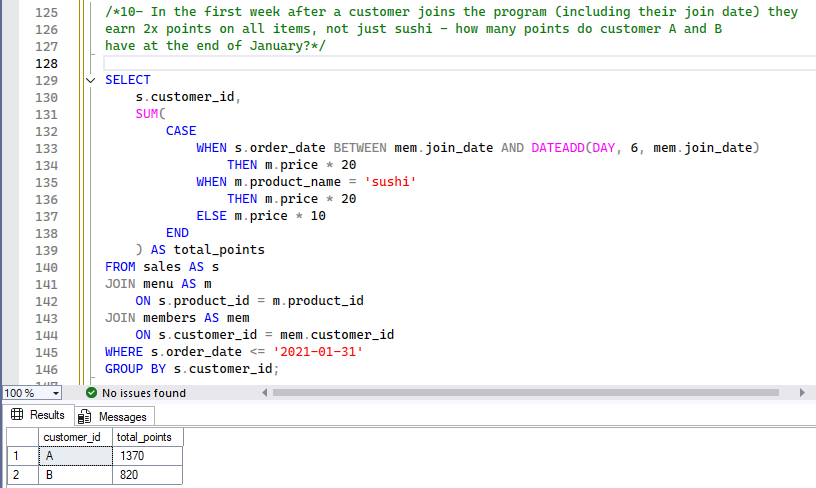 125 /*10- In the first week after a customer joins the program (including their join date) they
126 earn 2x points on all items, not just sushi - how many points do customer A and B
127 have at the end of January?*/
128
129 SELECT
130 s.customer_id,
131 SUM(
132 CASE
133 WHEN s.order_date BETWEEN mem.join_date AND DATEADD(DAY, 6, mem.join_date)
134 THEN m.price * 20
135 WHEN m.product_name = 'sushi'
136 THEN m.price * 20
137 ELSE m.price * 10
138 END
139 ) AS total_points
140 FROM sales AS s
141 JOIN menu AS m
142 ON s.product_id = m.product_id
143 JOIN members AS mem
144 ON s.customer_id = mem.customer_id
145 WHERE s.order_date <= '2021-01-31'
146 GROUP BY s.customer_id;
100 % No issues found
Results Messages
customer_id total_points
1 A 1370
2 B 820